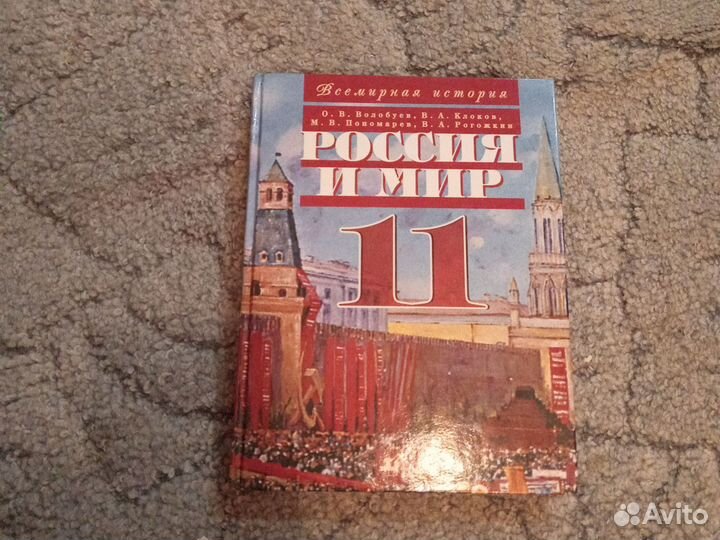 Всемирная история
О. В. Волобуев, В. А. Клоков,
М. В. Пономарев, В. А. Рогожкин
РОССИЯ
И МИР
11
Avito